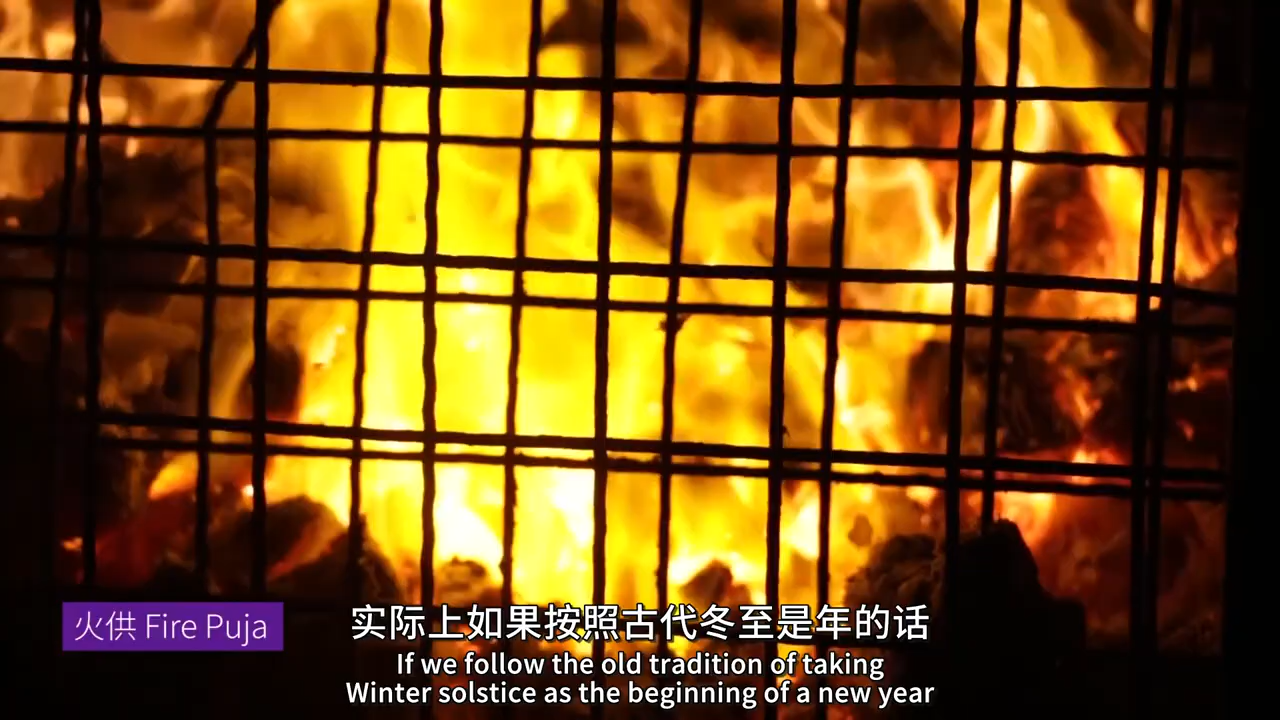 火供 Fire Puja
实际上如果按照古代冬至是年的话
If we follow the old tradition of taking
Winter solstice as the beginning of a new year